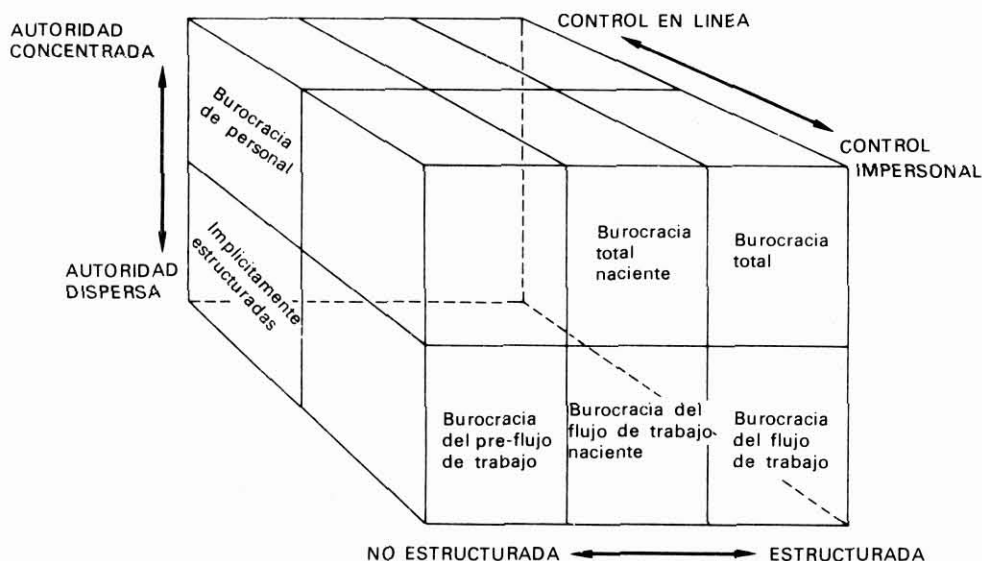 AUTORIDAD
CONCENTRADA
CONTROL EN LINEA
CONTROL
IMPERSONAL
Burocracia
de personal
Implicitamente
estructuradas
AUTORIDAD
DISPERSA
Burocracia
total
naciente
Burocracia
total
Burocracia
del pre-flujo
de trabajo
Burocracia del
flujo de trabajo
naciente
Burocracia
del flujo
de trabajo
NO ESTRUCTURADA
ESTRUCTURADA